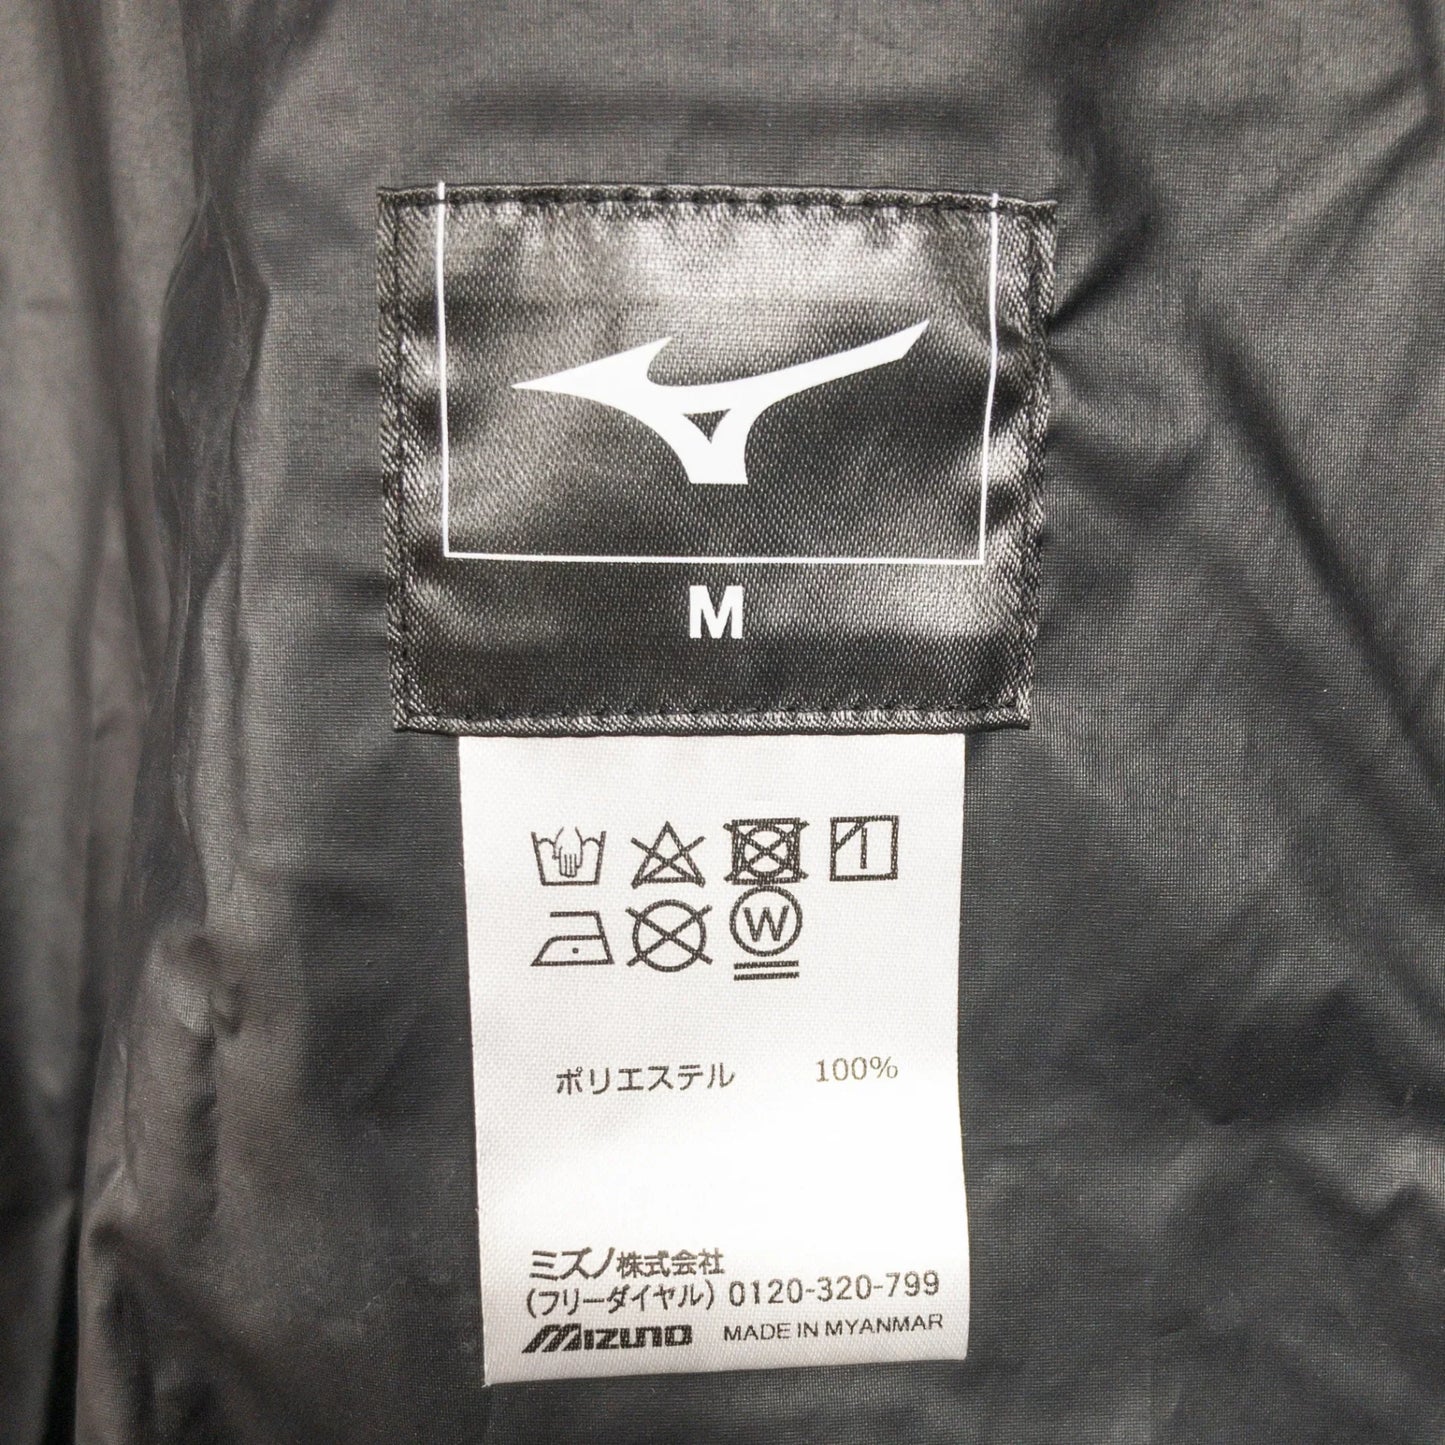 M
W
ポリエステル 100%
ミズノ株式会社
(フリーダイヤル) 0120-320-799
MIZUNO MADE IN MYANMAR